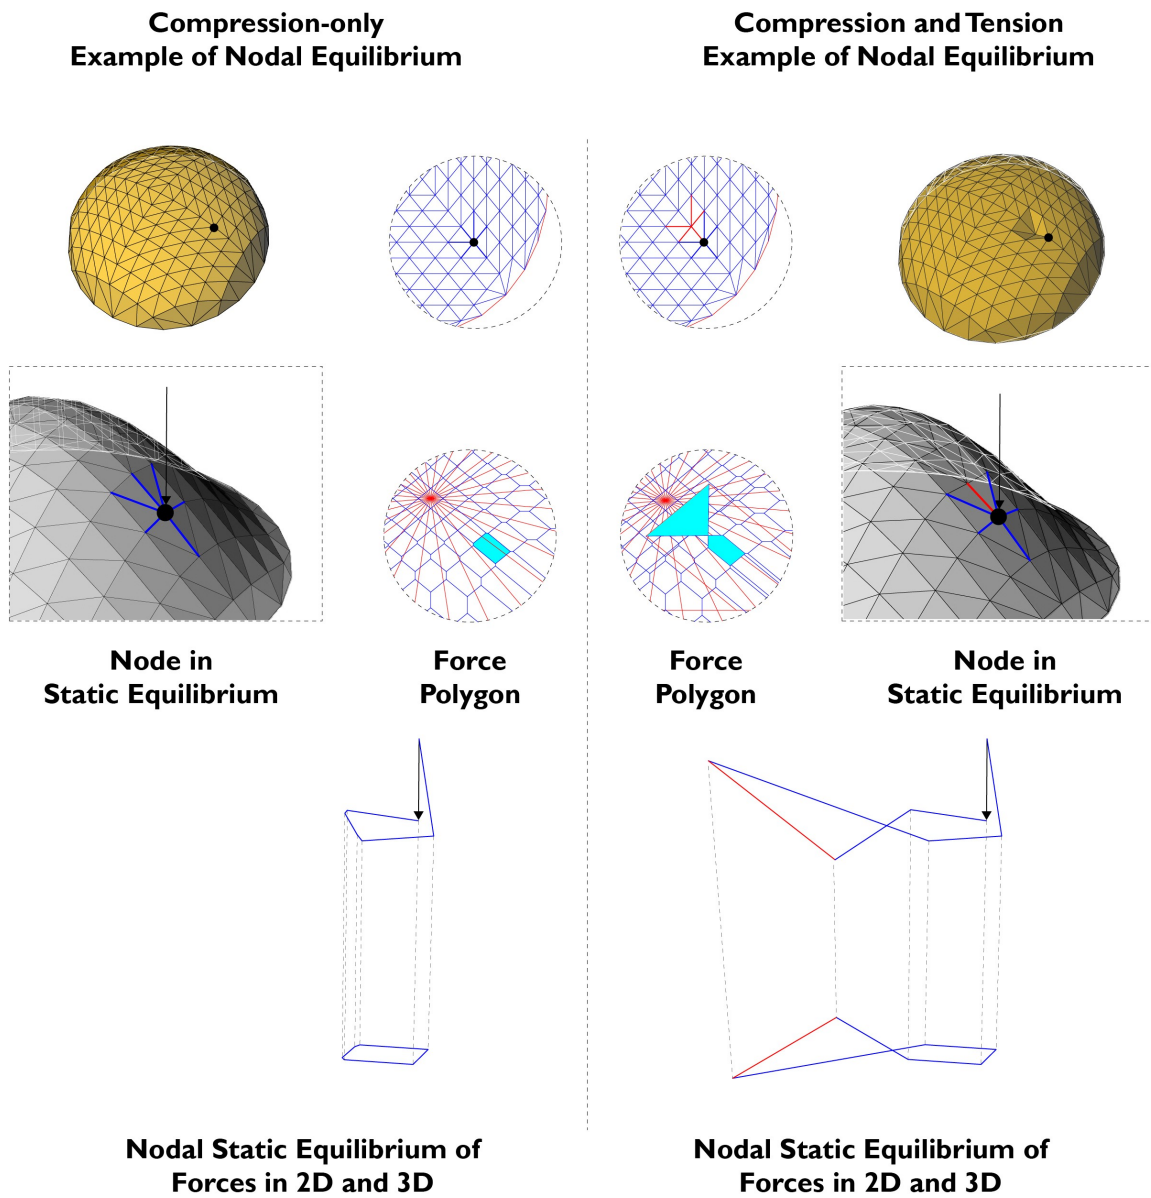 Compression-only
Example of Nodal Equilibrium
Compression and Tension
Example of Nodal Equilibrium
Node in
Static Equilibrium
Force
Polygon
Force
Polygon
Node in
Static Equilibrium
Nodal Static Equilibrium of
Forces in 2D and 3D
Nodal Static Equilibrium of
Forces in 2D and 3D